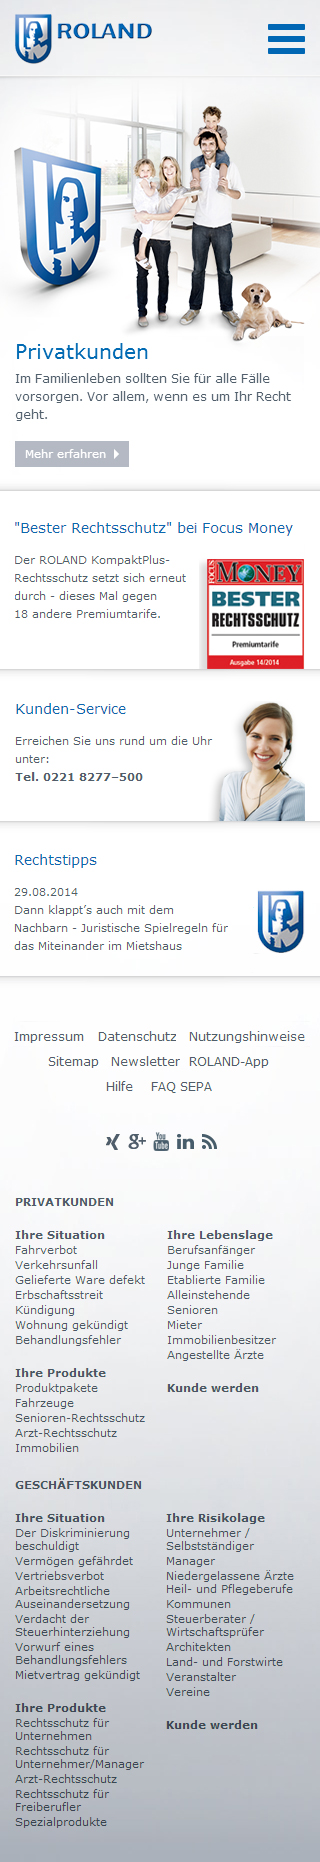 ROLAND
Privatkunden
Im Familienleben sollten Sie für alle Fälle
vorsorgen. Vor allem, wenn es um Ihr Recht
geht.
Mehr erfahren
"Bester Rechtsschutz" bei Focus Money
Der ROLAND KompaktPlus-
Rechtsschutz setzt sich erneut
durch - dieses Mal gegen
18 andere Premiumtarife.
FOCUS
MONEY
BESTER
RECHTSSCHUTZ
Premiumtarife
Ausgabe 14/2014
Kunden-Service
Erreichen Sie uns rund um die Uhr
unter:
Tel. 0221 8277–500
Rechtstipps
29.08.2014
Dann klappt’s auch mit dem
Nachbarn - Juristische Spielregeln für
das Miteinander im Mietshaus
Impressum Datenschutz Nutzungshinweise
Sitemap Newsletter ROLAND-App
Hilfe FAQ SEPA
You
Tube
PRIVATKUNDEN
Ihre Situation
Fahrverbot
Verkehrsunfall
Gelieferte Ware defekt
Erbschaftsstreit
Kündigung
Wohnung gekündigt
Behandlungsfehler
Ihre Produkte
Produktpakete
Fahrzeuge
Senioren-Rechtsschutz
Arzt-Rechtsschutz
Immobilien
Ihre Lebenslage
Berufsanfänger
Junge Familie
Etablierte Familie
Alleinstehende
Senioren
Mieter
Immobilienbesitzer
Angestellte Ärzte
Kunde werden
GESCHÄFTSKUNDEN
Ihre Situation
Der Diskriminierung
beschuldigt
Vermögen gefährdet
Vertriebsverbot
Arbeitsrechtliche
Auseinandersetzung
Verdacht der
Steuerhinterziehung
Vorwurf eines
Behandlungsfehlers
Mietvertrag gekündigt
Ihre Produkte
Rechtsschutz für
Unternehmen
Rechtsschutz für
Unternehmer/Manager
Arzt-Rechtsschutz
Rechtsschutz für
Freiberufler
Spezialprodukte
Ihre Risikolage
Unternehmer /
Selbstständiger
Manager
Niedergelassene Ärzte
Heil- und Pflegeberufe
Kommunen
Steuerberater /
Wirtschaftsprüfer
Architekten
Land- und Forstwirte
Veranstalter
Vereine
Kunde werden